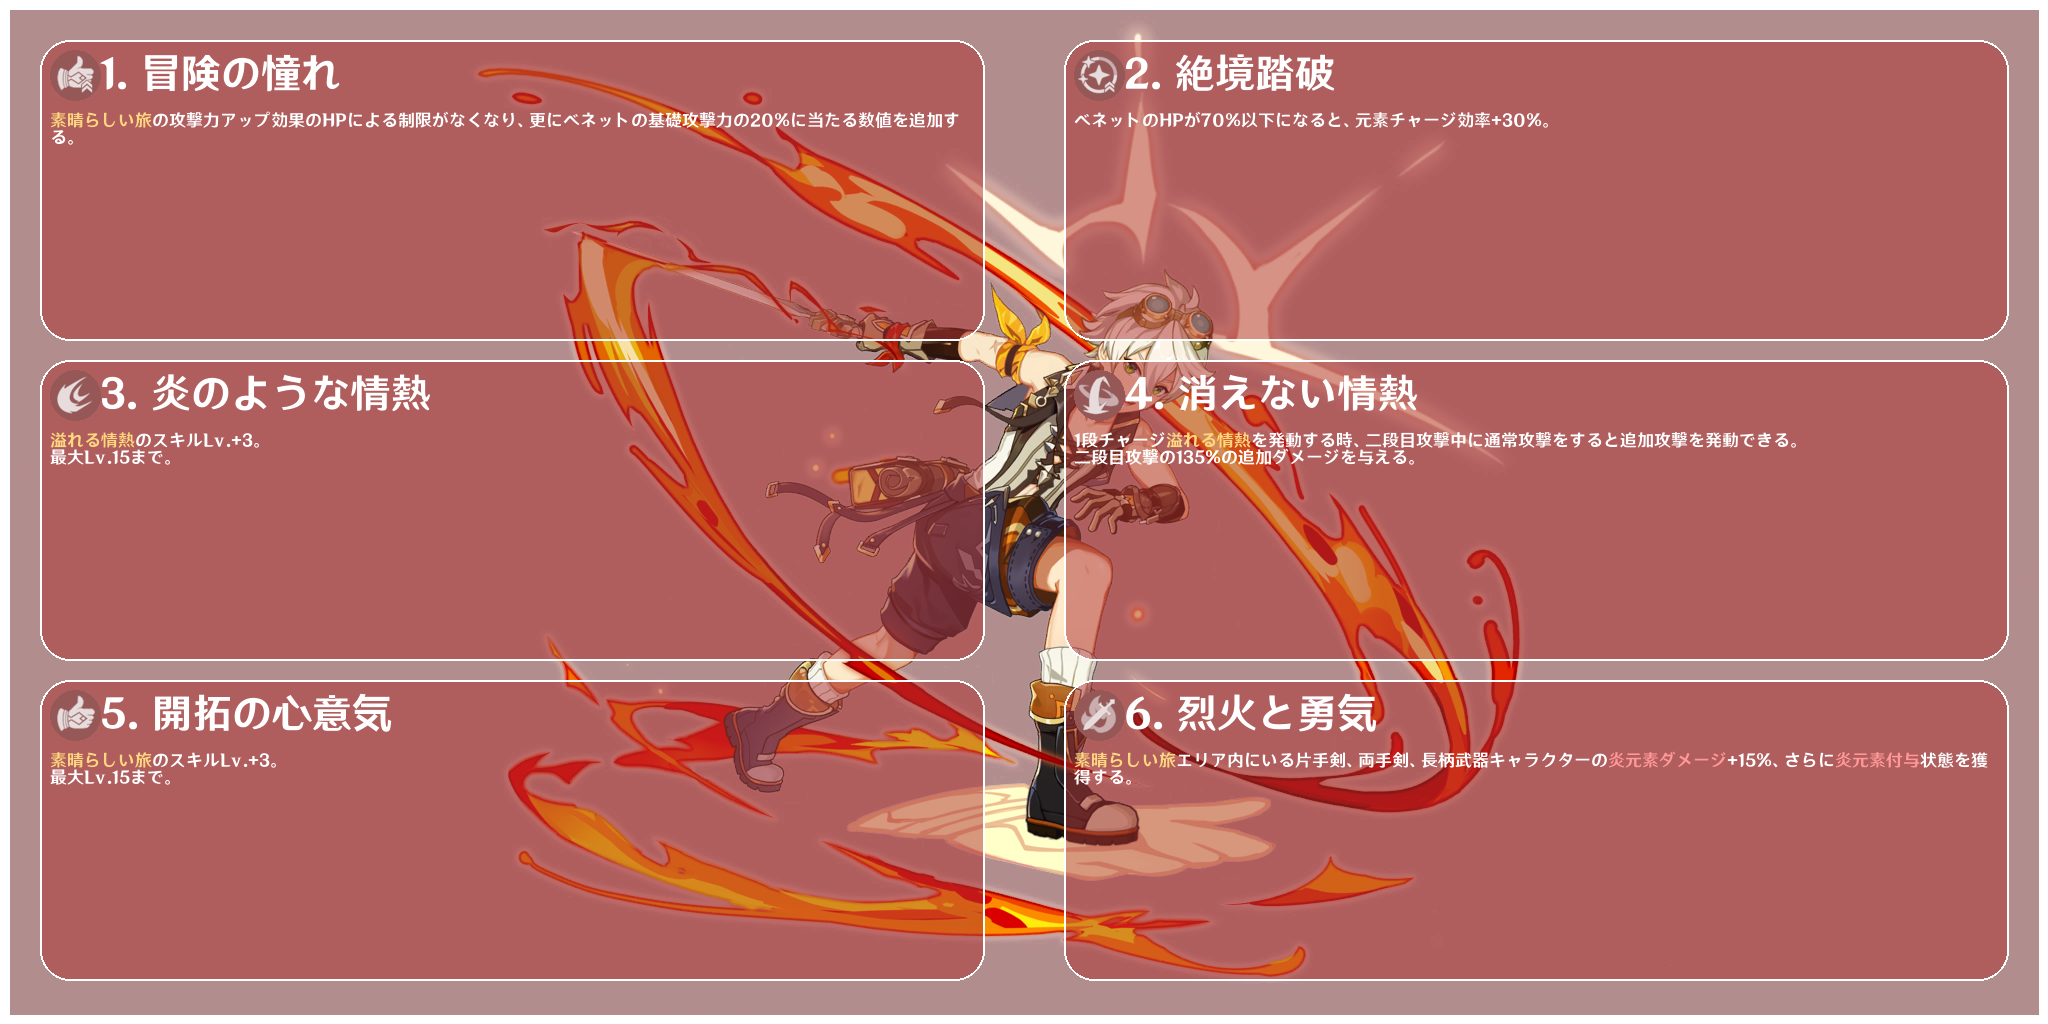 1. 冒険の憧れ
素晴らしい旅の攻撃力アップ効果のHPによる制限がなくなり、更にベネットの基礎攻撃力の20%に当たる数値を追加す
る。
2. 絶境踏破
ベネットのHPが70%以下になると、元素チャージ効率+30%。
3. 炎のような情熱
溢れる情熱のスキルLv.+3。
最大Lv.15まで。
4. 消えない情熱
1段チャージ溢れる情熱を発動する時、二段目攻撃中に通常攻撃をすると追加攻撃を発動できる。
二段目攻撃の135%の追加ダメージを与える。
5. 開拓の心意気
素晴らしい旅のスキルLv.+3。
最大Lv.15まで。
6. 烈火と勇気
素晴らしい旅エリア内にいる片手剣、両手剣、長柄武器キャラクターの炎元素ダメージ+15%、さらに炎元素付与状態を獲
得する。